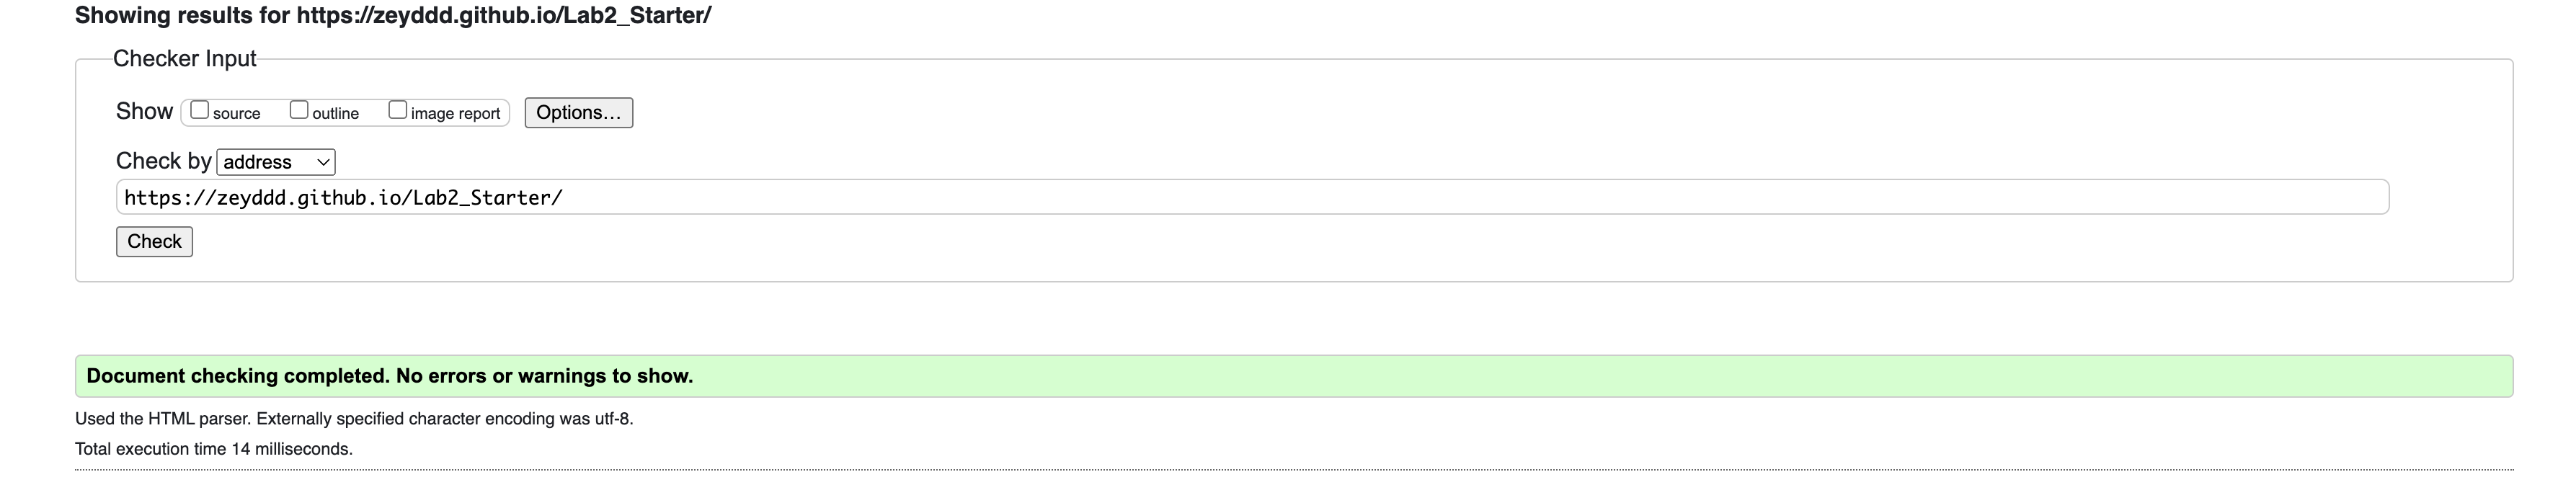 Showing results for https://zeyddd.github.io/Lab2_Starter/
Checker Input
Show source outline image report Options...
Check by address
https://zeyddd.github.io/Lab2_Starter/
Check
Document checking completed. No errors or warnings to show.
Used the HTML parser. Externally specified character encoding was utf-8.
Total execution time 14 milliseconds.